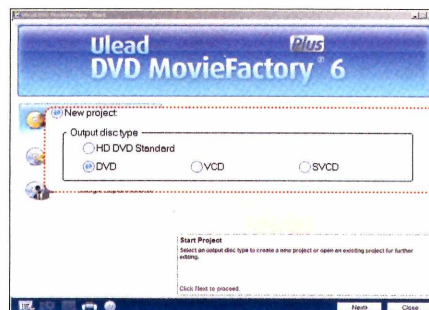 Ulead
Plus
DVD MovieFactory® 6
New project:
Output disc type
HD DVD Standard
DVD
VCD
SVCD
Start Project
Select an output disc type to create a new project or open an existing project for further editing.
Click Next to proceed.
Next>
Close